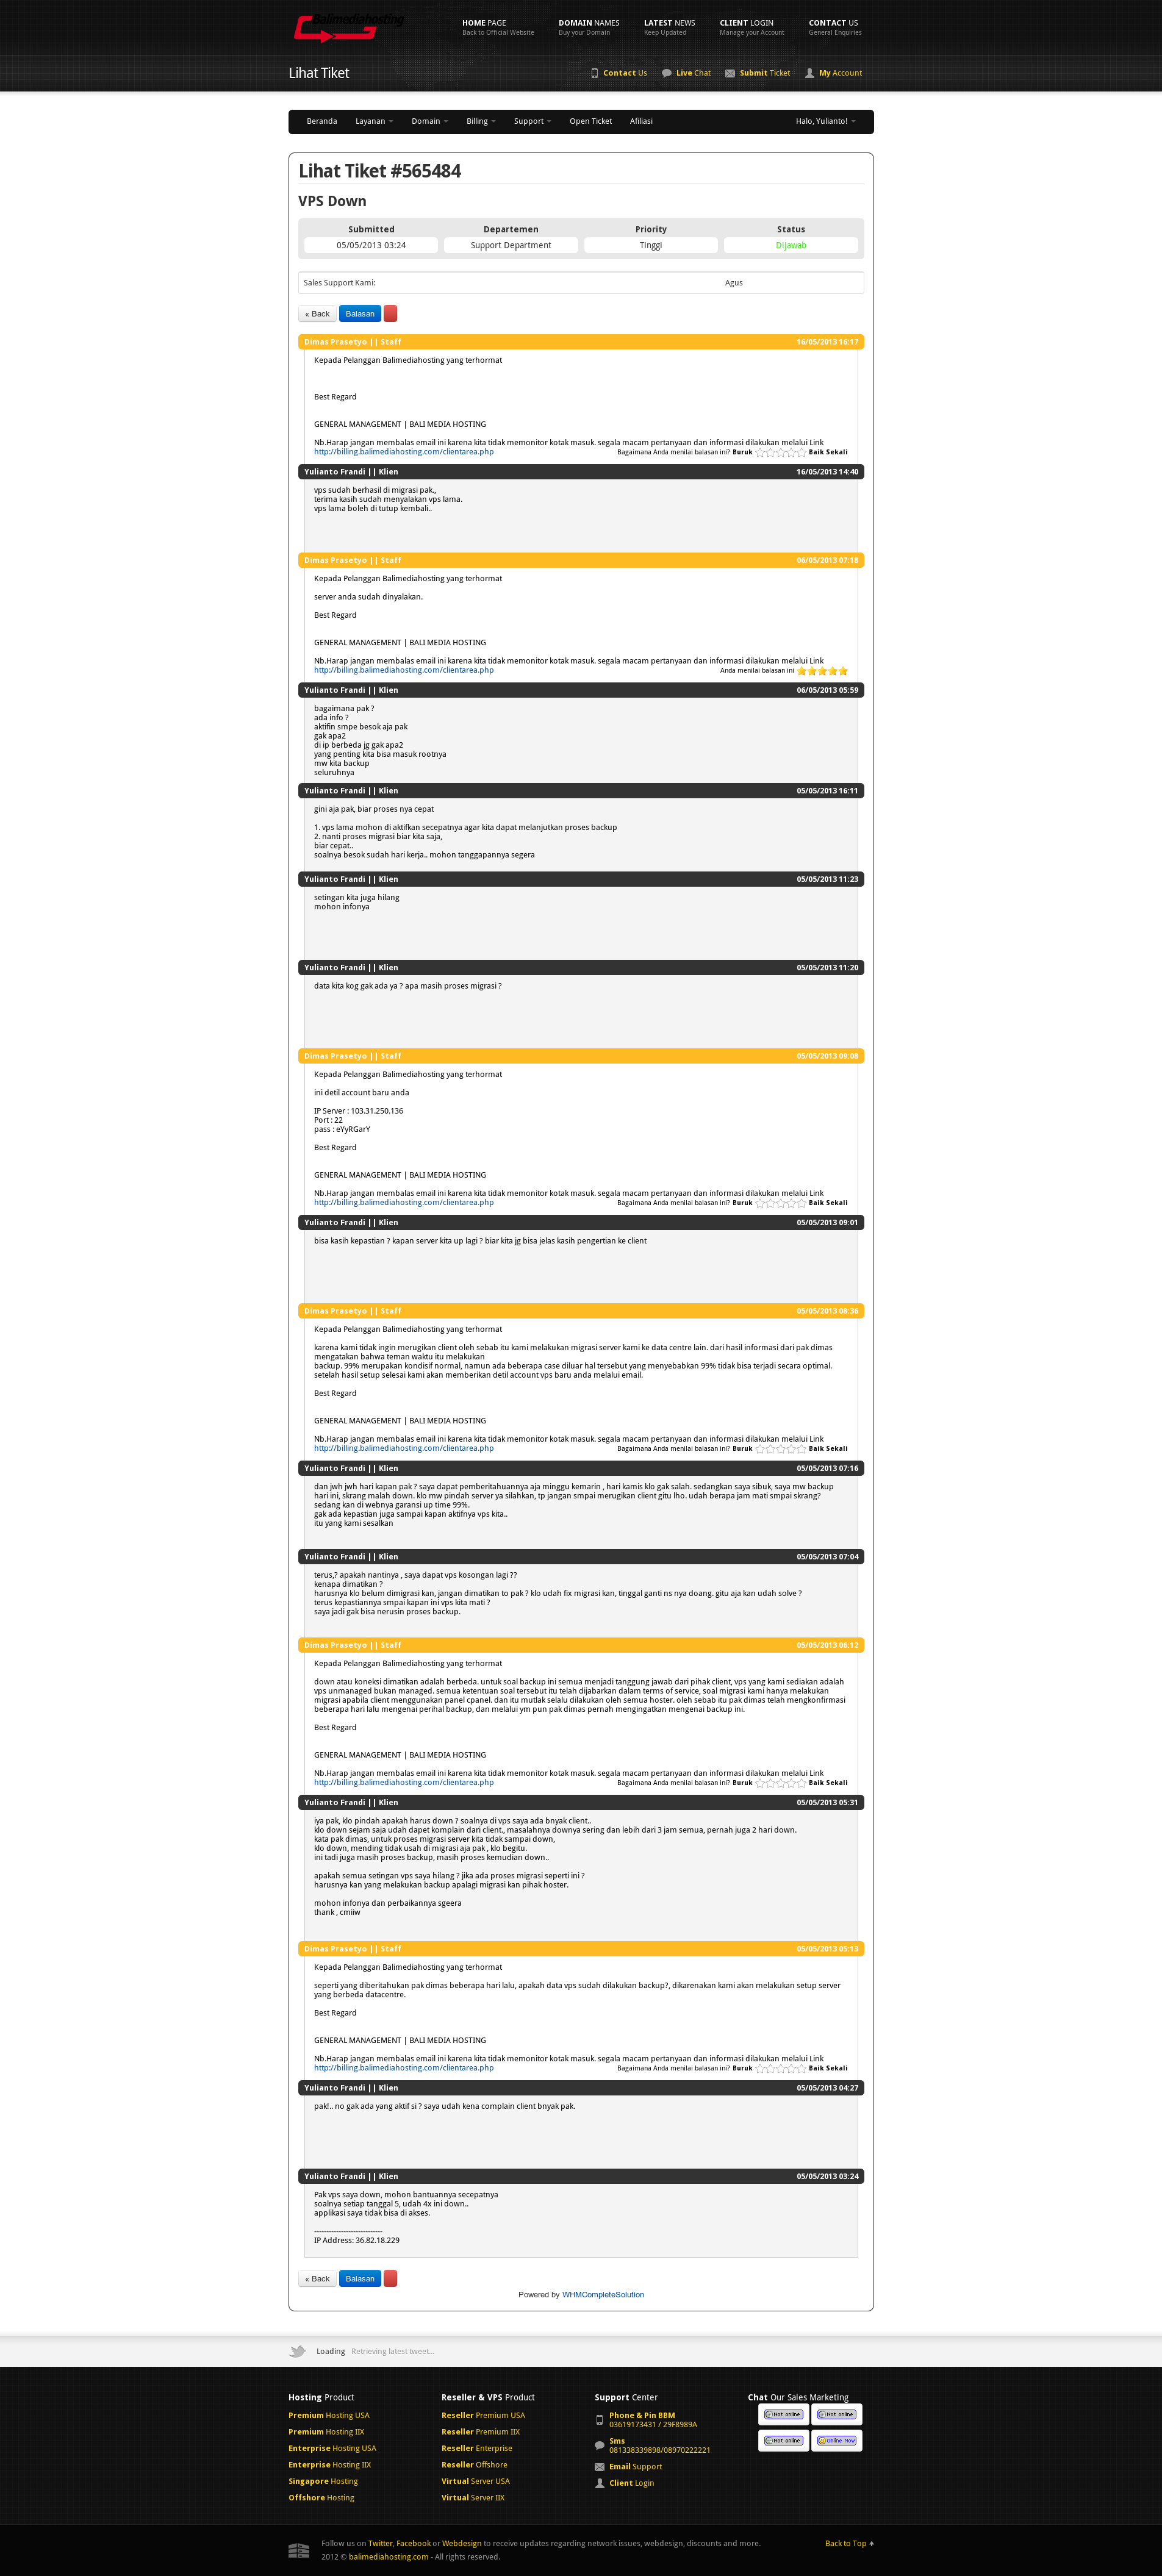 Balimediahosting
HOME PAGE
Back to Official Website
DOMAIN NAMES
Buy your Domain
LATEST NEWS
Keep Updated
CLIENT LOGIN
Manage your Account
CONTACT US
General Enquiries
Lihat Tiket
Contact Us
Live Chat
Submit Ticket
My Account
Beranda Layanan Domain Billing Support Open Ticket Afiliasi Halo, Yulianto!
Lihat Tiket #565484
VPS Down
Submitted Departemen Priority Status
05/05/2013 03:24 Support Department Tinggi Dijawab
Sales Support Kami: Agus
« Back Balasan
Dimas Prasetyo || Staff 16/05/2013 16:17
Kepada Pelanggan Balimediahosting yang terhormat
Best Regard
GENERAL MANAGEMENT | BALI MEDIA HOSTING
Nb.Harap jangan membalas email ini karena kita tidak memonitor kotak masuk. segala macam pertanyaan dan informasi dilakukan melalui Link
http://billing.balimediahosting.com/clientarea.php Bagaimana Anda menilai balasan ini? Buruk Baik Sekali
Yulianto Frandi || Klien 16/05/2013 14:40
vps sudah berhasil di migrasi pak.,
terima kasih sudah menyalakan vps lama.
vps lama boleh di tutup kembali..
Dimas Prasetyo || Staff 06/05/2013 07:18
Kepada Pelanggan Balimediahosting yang terhormat
server anda sudah dinyalakan.
Best Regard
GENERAL MANAGEMENT | BALI MEDIA HOSTING
Nb.Harap jangan membalas email ini karena kita tidak memonitor kotak masuk. segala macam pertanyaan dan informasi dilakukan melalui Link
http://billing.balimediahosting.com/clientarea.php Anda menilai balasan ini
Yulianto Frandi || Klien 06/05/2013 05:59
bagaimana pak ?
ada info ?
aktifin smpe besok aja pak
gak apa2
di ip berbeda jg gak apa2
yang penting kita bisa masuk rootnya
mw kita backup
seluruhnya
Yulianto Frandi || Klien 05/05/2013 16:11
gini aja pak, biar proses nya cepat
1. vps lama mohon di aktifkan secepatnya agar kita dapat melanjutkan proses backup
2. nanti proses migrasi biar kita saja,
biar cepat..
soalnya besok sudah hari kerja.. mohon tanggapannya segera
Yulianto Frandi || Klien 05/05/2013 11:23
setingan kita juga hilang
mohon infonya
Yulianto Frandi || Klien 05/05/2013 11:20
data kita kog gak ada ya ? apa masih proses migrasi ?
Dimas Prasetyo || Staff 05/05/2013 09:08
Kepada Pelanggan Balimediahosting yang terhormat
ini detil account baru anda
IP Server : 103.31.250.136
Port : 22
pass : eYyRGarY
Best Regard
GENERAL MANAGEMENT | BALI MEDIA HOSTING
Nb.Harap jangan membalas email ini karena kita tidak memonitor kotak masuk. segala macam pertanyaan dan informasi dilakukan melalui Link
http://billing.balimediahosting.com/clientarea.php Bagaimana Anda menilai balasan ini? Buruk Baik Sekali
Yulianto Frandi || Klien 05/05/2013 09:01
bisa kasih kepastian ? kapan server kita up lagi ? biar kita jg bisa jelas kasih pengertian ke client
Dimas Prasetyo || Staff 05/05/2013 08:36
Kepada Pelanggan Balimediahosting yang terhormat
karena kami tidak ingin merugikan client oleh sebab itu kami melakukan migrasi server kami ke data centre lain. dari hasil informasi dari pak dimas
mengatakan bahwa teman waktu itu melakukan
backup. 99% merupakan kondisif normal, namun ada beberapa case diluar hal tersebut yang menyebabkan 99% tidak bisa terjadi secara optimal.
setelah hasil setup selesai kami akan memberikan detil account vps baru anda melalui email.
Best Regard
GENERAL MANAGEMENT | BALI MEDIA HOSTING
Nb.Harap jangan membalas email ini karena kita tidak memonitor kotak masuk. segala macam pertanyaan dan informasi dilakukan melalui Link
http://billing.balimediahosting.com/clientarea.php Bagaimana Anda menilai balasan ini? Buruk Baik Sekali
Yulianto Frandi || Klien 05/05/2013 07:16
dan jwh jwh hari kapan pak ? saya dapat pemberitahuannya aja minggu kemarin , hari kamis klo gak salah. sedangkan saya sibuk, saya mw backup
hari ini, skrang malah down. klo mw pindah server ya silahkan, tp jangan smpai merugikan client gitu lho. udah berapa jam mati smpai skrang?
sedang kan di webnya garansi up time 99%.
gak ada kepastian juga sampai kapan aktifnya vps kita..
itu yang kami sesalkan
Yulianto Frandi || Klien 05/05/2013 07:04
terus,? apakah nantinya , saya dapat vps kosongan lagi ??
kenapa dimatikan ?
harusnya klo belum dimigrasi kan, jangan dimatikan to pak ? klo udah fix migrasi kan, tinggal ganti ns nya doang. gitu aja kan udah solve ?
terus kepastiannya smpai kapan ini vps kita mati ?
saya jadi gak bisa nerusin proses backup.
Dimas Prasetyo || Staff 05/05/2013 06:12
Kepada Pelanggan Balimediahosting yang terhormat
down atau koneksi dimatikan adalah berbeda. untuk soal backup ini semua menjadi tanggung jawab dari pihak client, vps yang kami sediakan adalah
vps unmanaged bukan managed. semua ketentuan soal tersebut itu telah dijabarkan dalam terms of service, soal migrasi kami hanya melakukan
migrasi apabila client menggunakan panel cpanel. dan itu mutlak selalu dilakukan oleh semua hoster. oleh sebab itu pak dimas telah mengkonfirmasi
beberapa hari lalu mengenai perihal backup, dan melalui ym pun pak dimas pernah mengingatkan mengenai backup ini.
Best Regard
GENERAL MANAGEMENT | BALI MEDIA HOSTING
Nb.Harap jangan membalas email ini karena kita tidak memonitor kotak masuk. segala macam pertanyaan dan informasi dilakukan melalui Link
http://billing.balimediahosting.com/clientarea.php Bagaimana Anda menilai balasan ini? Buruk Baik Sekali
Yulianto Frandi || Klien 05/05/2013 05:31
iya pak, klo pindah apakah harus down ? soalnya di vps saya ada bnyak client..
klo down sejam saja udah dapet komplain dari client., masalahnya downya sering dan lebih dari 3 jam semua, pernah juga 2 hari down.
kata pak dimas, untuk proses migrasi server kita tidak sampai down,
klo down, mending tidak usah di migrasi aja pak , klo begitu.
ini tadi juga masih proses backup, masih proses kemudian down..
apakah semua setingan vps saya hilang ? jika ada proses migrasi seperti ini ?
harusnya kan yang melakukan backup apalagi migrasi kan pihak hoster.
mohon infonya dan perbaikannya sgeera
thank , cmiiw
Dimas Prasetyo || Staff 05/05/2013 05:13
Kepada Pelanggan Balimediahosting yang terhormat
seperti yang diberitahukan pak dimas beberapa hari lalu, apakah data vps sudah dilakukan backup?, dikarenakan kami akan melakukan setup server
yang berbeda datacentre.
Best Regard
GENERAL MANAGEMENT | BALI MEDIA HOSTING
Nb.Harap jangan membalas email ini karena kita tidak memonitor kotak masuk. segala macam pertanyaan dan informasi dilakukan melalui Link
http://billing.balimediahosting.com/clientarea.php Bagaimana Anda menilai balasan ini? Buruk Baik Sekali
Yulianto Frandi || Klien 05/05/2013 04:27
pak!.. no gak ada yang aktif si ? saya udah kena complain client bnyak pak.
Yulianto Frandi || Klien 05/05/2013 03:24
Pak vps saya down, mohon bantuannya secepatnya
soalnya setiap tanggal 5, udah 4x ini down..
applikasi saya tidak bisa di akses.
----------------------------
IP Address: 36.82.18.229
« Back Balasan
Powered by WHMCompleteSolution
Loading Retrieving latest tweet...
Hosting Product
Premium Hosting USA
Premium Hosting IIX
Enterprise Hosting USA
Enterprise Hosting IIX
Singapore Hosting
Offshore Hosting
Reseller & VPS Product
Reseller Premium USA
Reseller Premium IIX
Reseller Enterprise
Reseller Offshore
Virtual Server USA
Virtual Server IIX
Support Center
Phone & Pin BBM
03619173431 / 29F8989A
Sms
081338339898/08970222221
Email Support
Client Login
Chat Our Sales Marketing
Not online Not online
Not online Online Now
Follow us on Twitter, Facebook or Webdesign to receive updates regarding network issues, webdesign, discounts and more.
Back to Top
2012 © balimediahosting.com - All rights reserved.